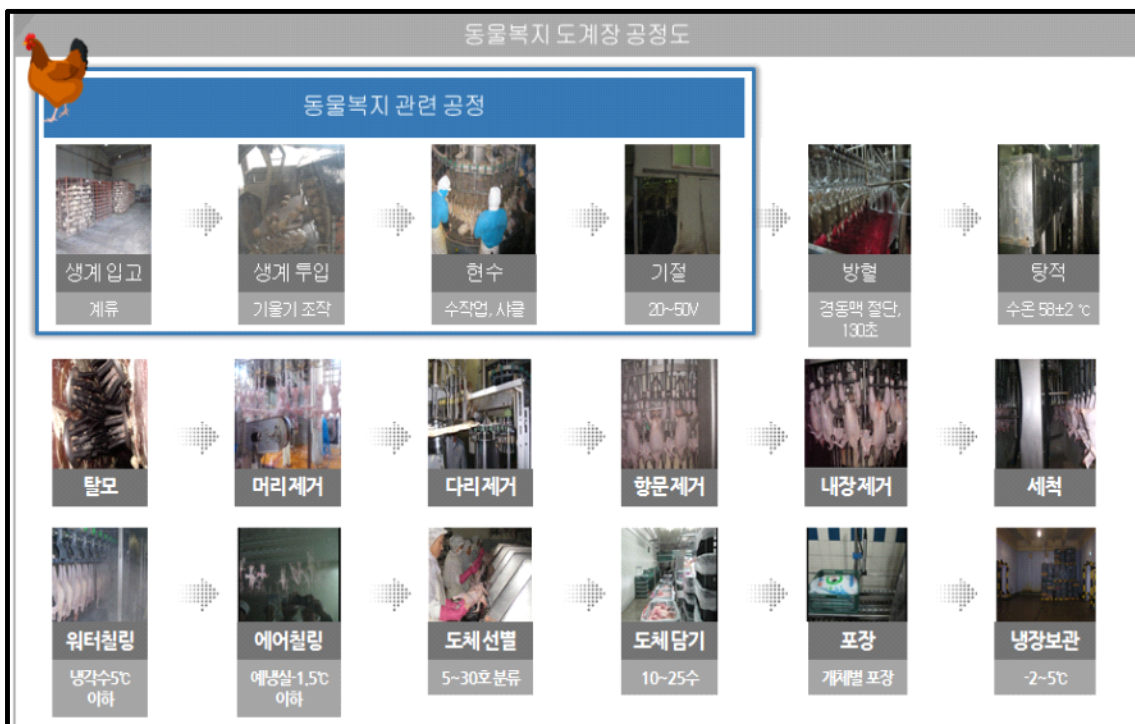 동물복지 도계장 공정도
동물복지 관련 공정
생계 입고
계류
생계 투입
기울기 조작
현수
수작업, 샤클
기절
20~50V
방혈
경동맥 절단,
130초
탕적
수온 58±2 ℃
탈모
머리제거
다리제거
항문제거
내장제거
세척
워터칠링
냉각수5℃
이하
에어칠링
예냉실-1,5℃
이하
도체 선별
5~30호 분류
도체 담기
10~25수
포장
개체별 포장
냉장보관
-2~5℃